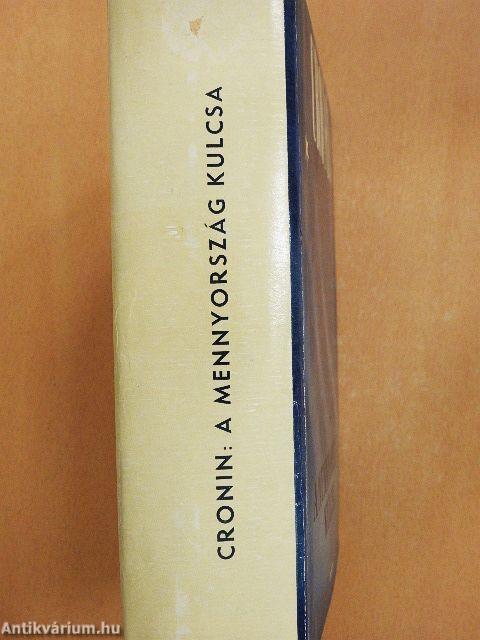 CRONIN: A MENNYORSZÁG KULCSA
Antikvárium.hu